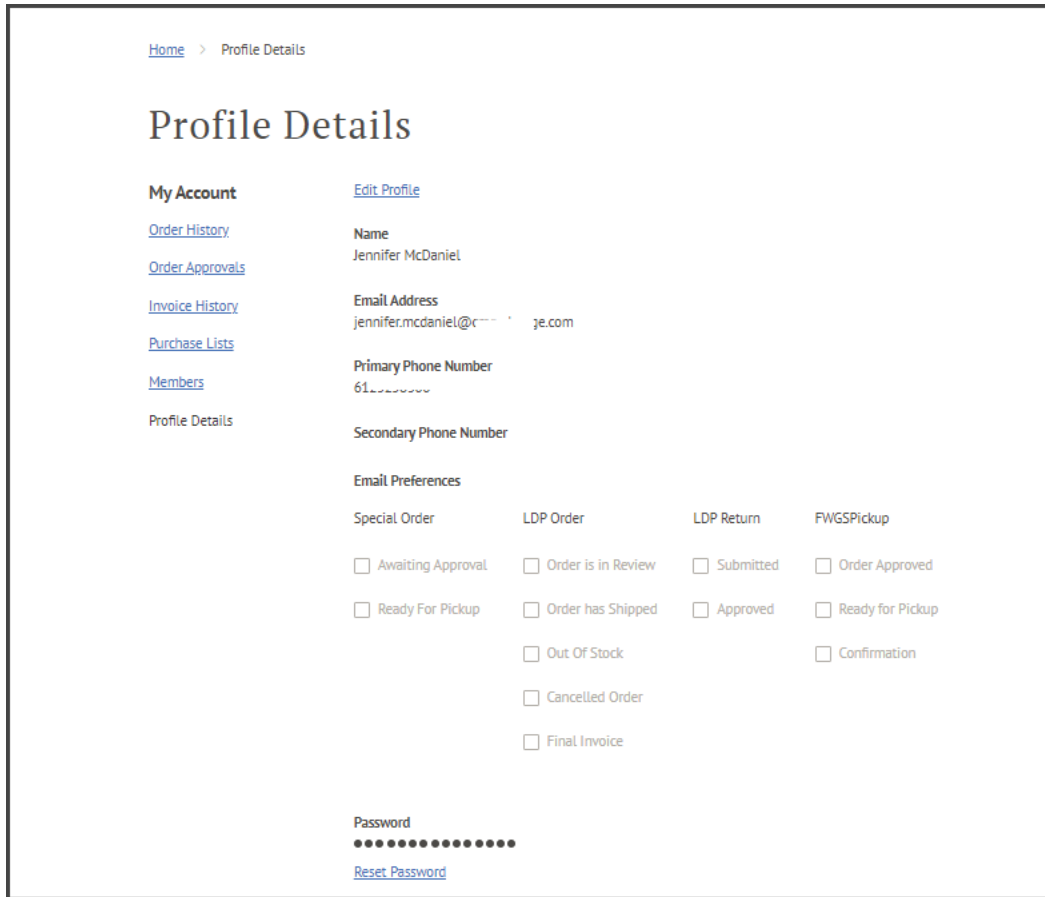 Home > Profile Details
Profile Details
My Account
Order History
Order Approvals
Invoice History
Purchase Lists
Members
Profile Details
Edit Profile
Name
Jennifer McDaniel
Email Address
jennifer.mcdaniel@ ge.com
Primary Phone Number
Secondary Phone Number
Email Preferences
Special Order LDP Order LDP Return FWGSPickup
Awaiting Approval Order is in Review Submitted Order Approved
Ready For Pickup Order has Shipped Approved Ready for Pickup
Out Of Stock Confirmation
Cancelled Order
Final Invoice
Password
Reset Password